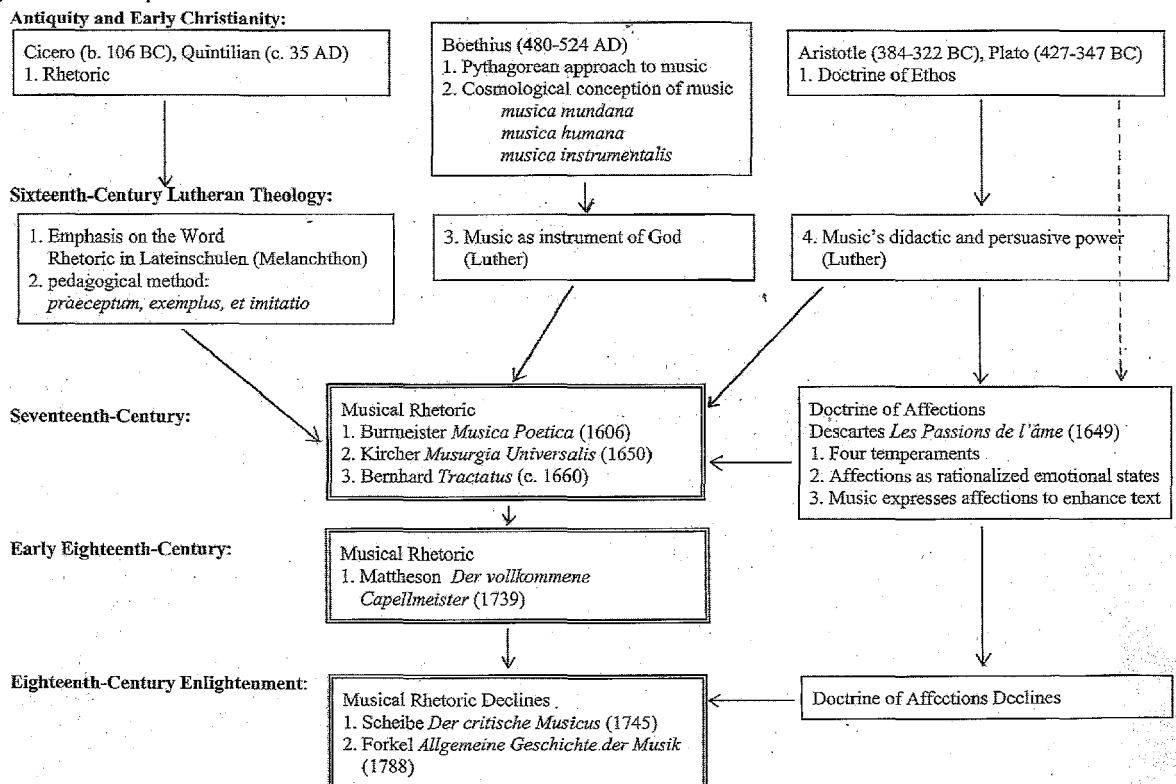 Antiquity and Early Christianity:
Cicero (b. 106 BC), Quintilian (c. 35 AD)
1. Rhetoric
Boethius (480-524 AD)
1. Pythagorean approach to music
2. Cosmological conception of music
musica mundana
musica humana
musica instrumentalis
Aristotle (384-322 BC), Plato (427-347 BC)
1. Doctrine of Ethos
Sixteenth-Century Lutheran Theology:
1. Emphasis on the Word
Rhetoric in Lateinschulen (Melanchthon)
2. pedagogical method:
praeceptum, exemplus, et imitatio
3. Music as instrument of God
(Luther)
4. Music's didactic and persuasive power
(Luther)
Seventeenth-Century:
Musical Rhetoric
1. Burmeister Musica Poetica (1606)
2. Kircher Musurgia Universalis (1650)
3. Bernhard Tractatus (c. 1660)
Doctrine of Affections
Descartes Les Passions de l'âme (1649)
1. Four temperaments
2. Affections as rationalized emotional states
3. Music expresses affections to enhance text
Early Eighteenth-Century:
Musical Rhetoric
1. Mattheson Der vollkommene
Capellmeister (1739)
Eighteenth-Century Enlightenment:
Musical Rhetoric Declines
1. Scheibe Der critische Musicus (1745)
2. Forkel Allgemeine Geschichte der Musik
(1788)
Doctrine of Affections Declines